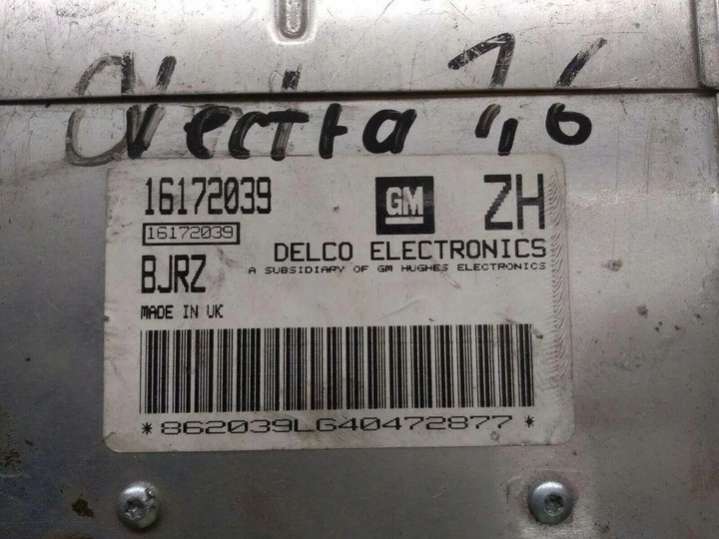 Vectra 1,6
16172039
GM
ZH
16172039
DELCO ELECTRONICS
A SUBSIDIARY OF GM HUGHES ELECTRONICS
BJRZ
MADE IN UK
*862039LG40472877*